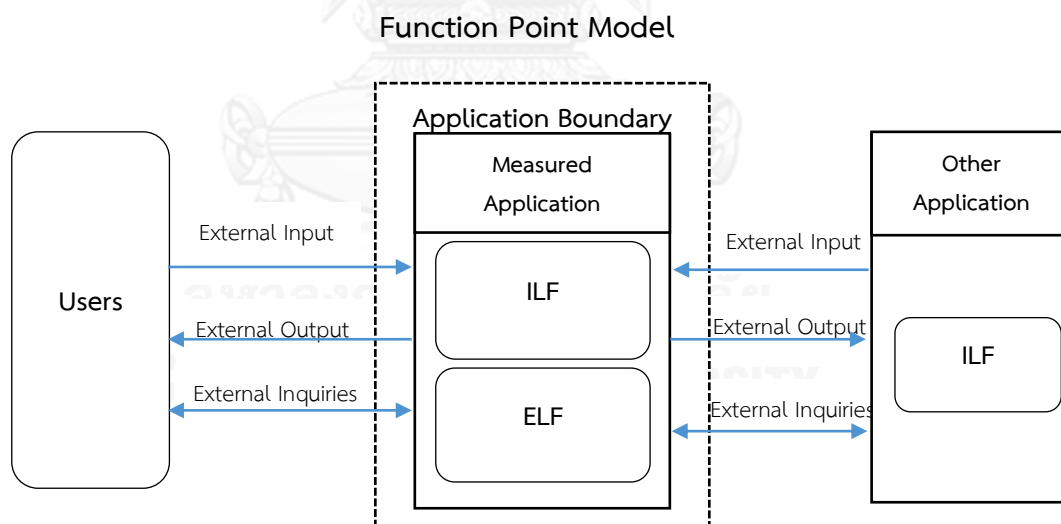 Function Point Model
Application Boundary
Measured
Application
Other
Application
Users
External Input
External Output
External Inquiries
ILF
ELF
External Input
External Output
External Inquiries
ILF